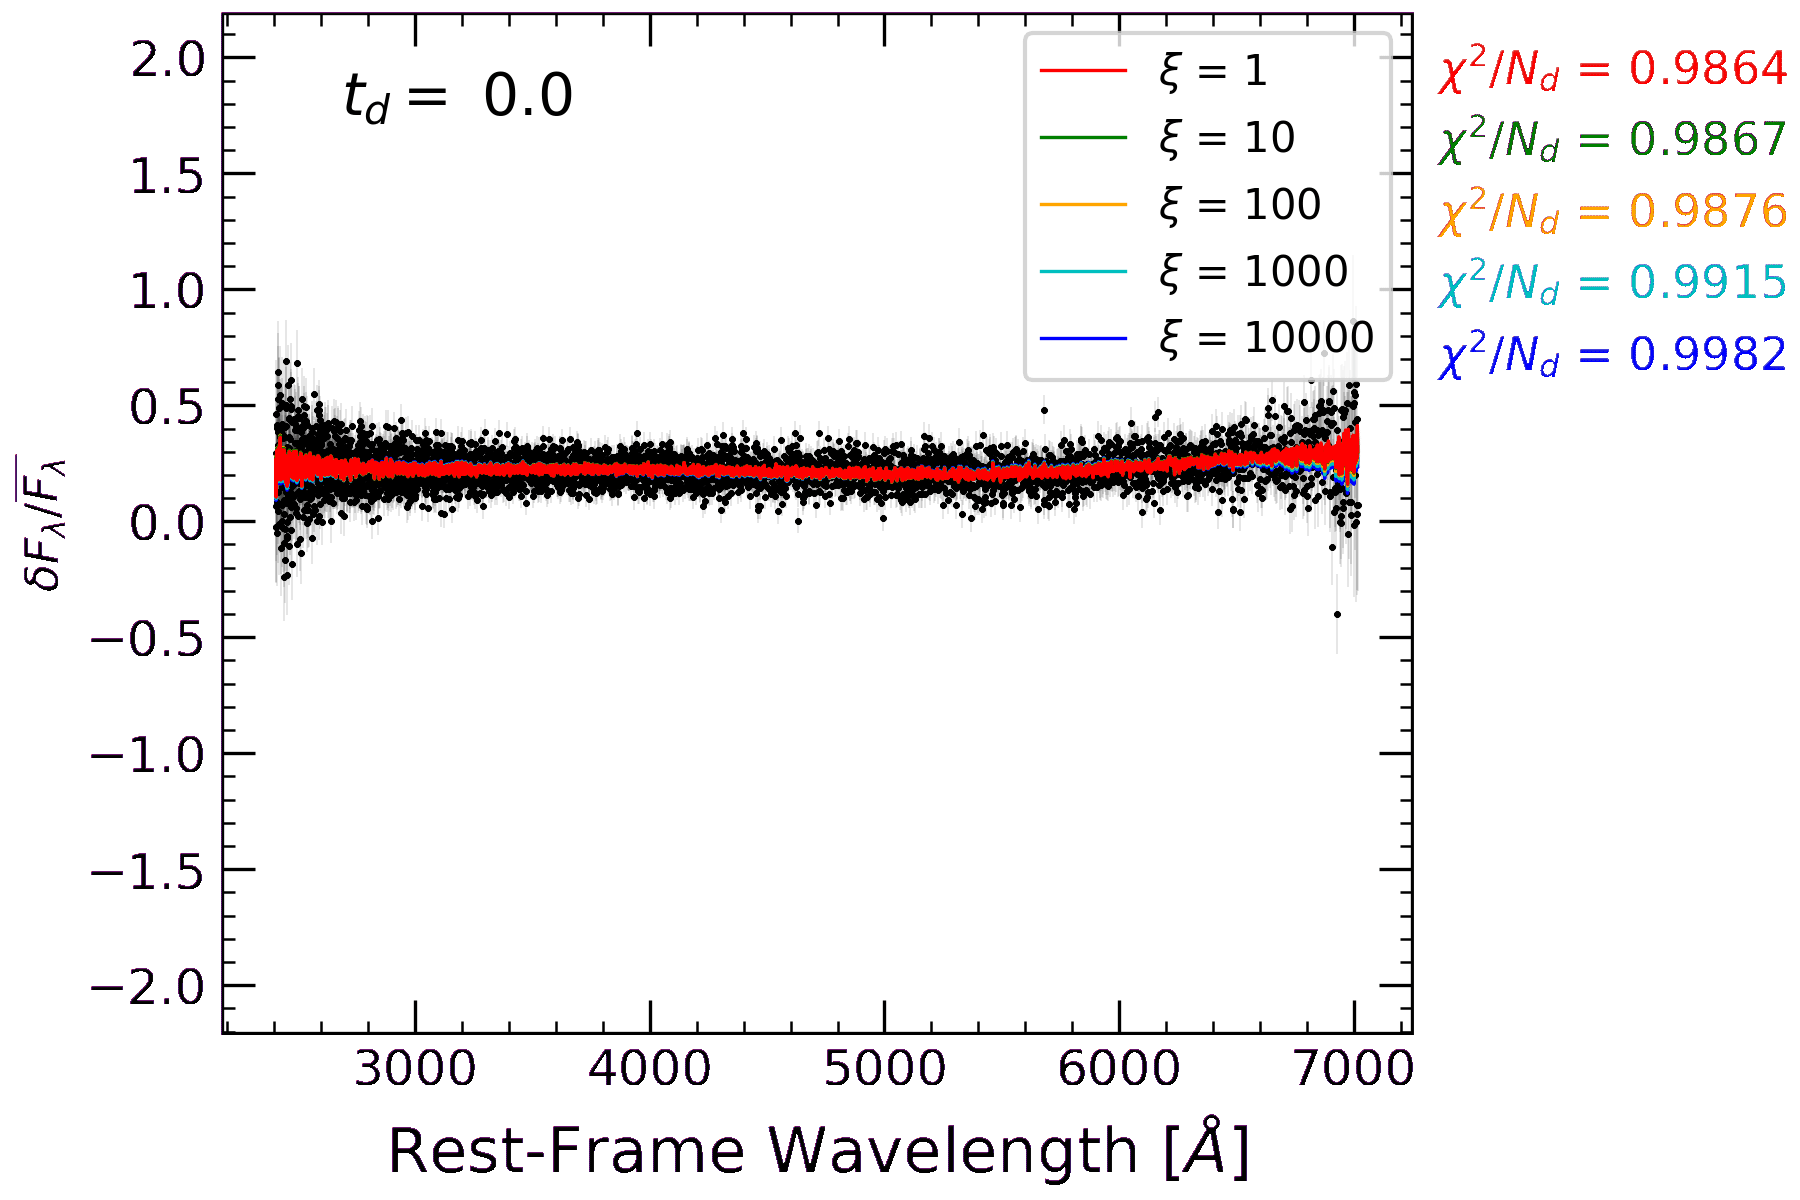 t_d = 0.0
ξ = 1
ξ = 10
ξ = 100
ξ = 1000
ξ = 10000
χ²/N_d = 0.9864
χ²/N_d = 0.9867
χ²/N_d = 0.9876
χ²/N_d = 0.9915
χ²/N_d = 0.9982
2.0
1.5
1.0
0.5
0.0
−0.5
−1.0
−1.5
−2.0
δF_λ/F̅_λ
3000 4000 5000 6000 7000
Rest-Frame Wavelength [Å]